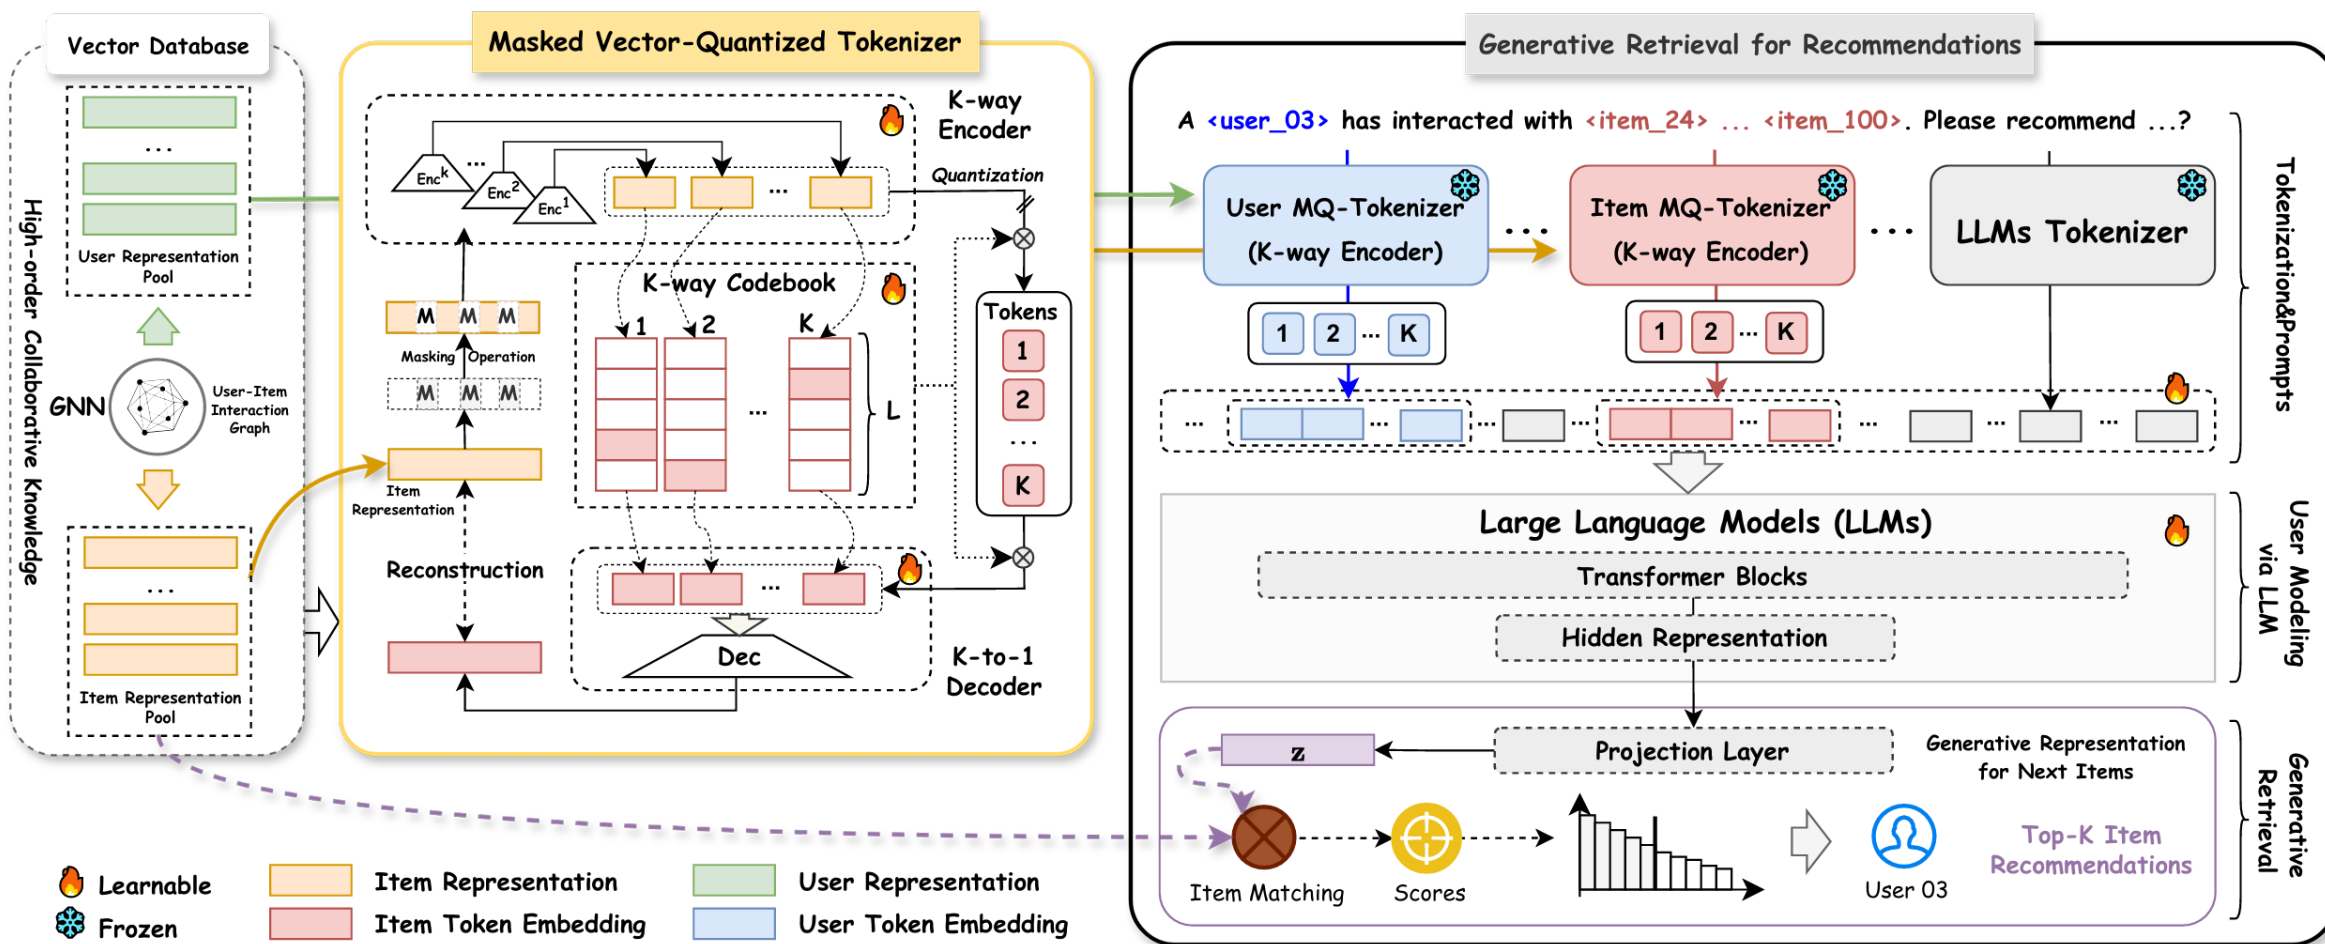 Vector Database
High-order Collaborative Knowledge
...
User Representation
Pool
GNN
User-Item
Interaction
Graph
...
Item Representation
Pool
Masked Vector-Quantized Tokenizer
K-way
Encoder
Enc^k
...
Enc^2
Enc^1
...
Quantization
M M M
Masking Operation
M M M
Item
Representation
Reconstruction
K-way Codebook
1 2 K
...
L
Tokens
1
2
...
K
...
Dec
K-to-1
Decoder
Generative Retrieval for Recommendations
A <user_03> has interacted with <item_24> ... <item_100>. Please recommend ...?
User MQ-Tokenizer
(K-way Encoder)
...
Item MQ-Tokenizer
(K-way Encoder)
...
LLMs Tokenizer
1 2 ... K
1 2 ... K
... ... ... ... ... ... ...
Tokenization&Prompts
Large Language Models (LLMs)
Transformer Blocks
Hidden Representation
User Modeling
via LLM
z
Projection Layer
Generative Representation
for Next Items
Item Matching
Scores
User 03
Top-K Item
Recommendations
Generative
Retrieval
Learnable
Frozen
Item Representation
Item Token Embedding
User Representation
User Token Embedding